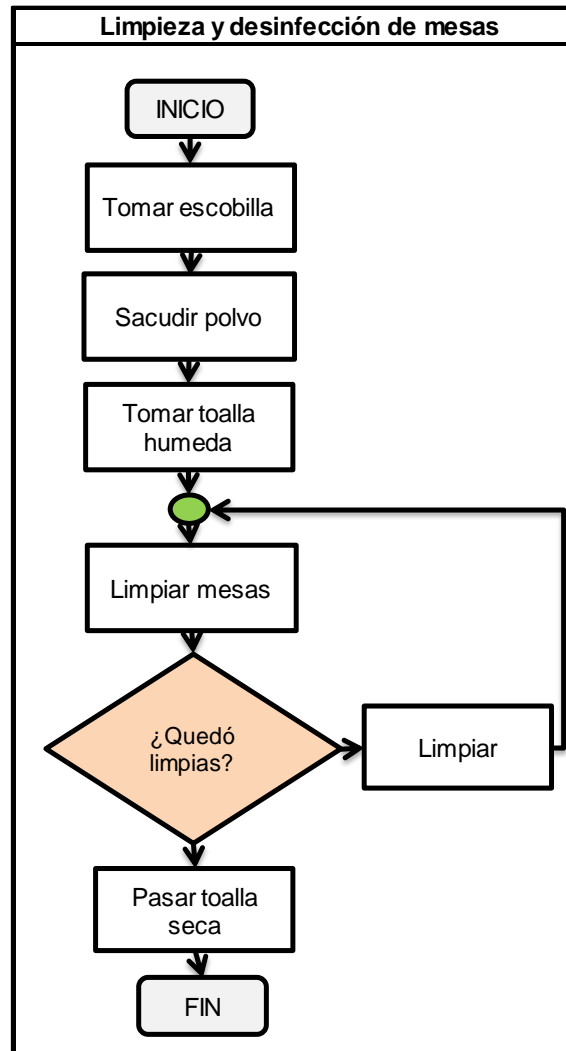 Limpieza y desinfección de mesas
INICIO
Tomar escobilla
Sacudir polvo
Tomar toalla
humeda
Limpiar mesas
¿Quedó
limpias?
Limpiar
Pasar toalla
seca
FIN